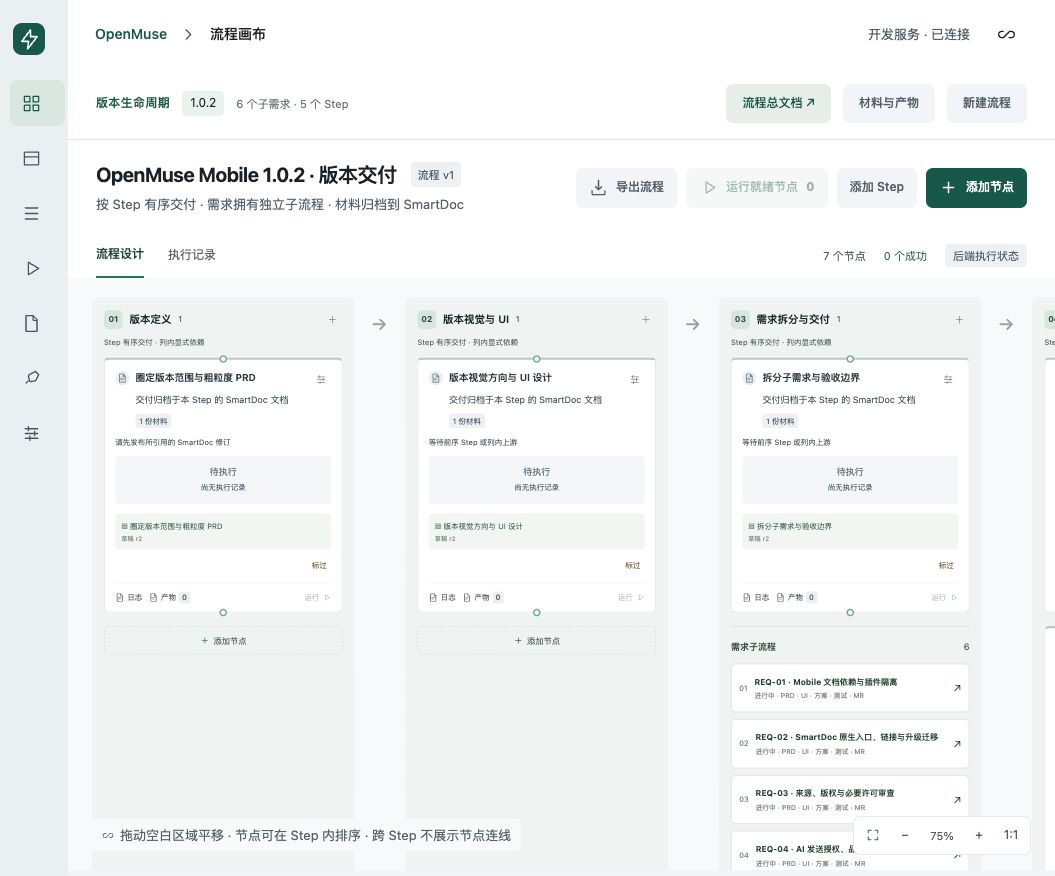 OpenMuse > 流程画布
开发服务 · 已连接
版本生命周期 1.0.2 6 个子需求 · 5 个 Step
流程总文档 ↗ 材料与产物 新建流程
OpenMuse Mobile 1.0.2 · 版本交付 流程 v1
按 Step 有序交付 · 需求拥有独立子流程 · 材料归档到 SmartDoc
导出流程 运行就绪节点 0 添加 Step + 添加节点
流程设计 执行记录
7 个节点 0 个成功 后端执行状态
01 版本定义 1 +
Step 有序交付 · 列内显式依赖
圈定版本范围与粗粒度 PRD
交付归档于本 Step 的 SmartDoc 文档
1 份材料
请先发布所引用的 SmartDoc 修订
待执行
尚无执行记录
圈定版本范围与粗粒度 PRD
草稿 r2
标过
日志 产物 0 运行
+ 添加节点
02 版本视觉与 UI 1 +
Step 有序交付 · 列内显式依赖
版本视觉方向与 UI 设计
交付归档于本 Step 的 SmartDoc 文档
1 份材料
等待前序 Step 或列内上游
待执行
尚无执行记录
版本视觉方向与 UI 设计
草稿 r2
标过
日志 产物 0 运行
+ 添加节点
03 需求拆分与交付 1 +
Step 有序交付 · 列内显式依赖
拆分子需求与验收边界
交付归档于本 Step 的 SmartDoc 文档
1 份材料
等待前序 Step 或列内上游
待执行
尚无执行记录
拆分子需求与验收边界
草稿 r2
标过
日志 产物 0 运行
需求子流程 6
01 REQ-01 · Mobile 文档依赖与插件隔离 ↗
进行中 · PRD · UI · 方案 · 测试 · MR
02 REQ-02 · SmartDoc 原生入口、链接与升级迁移 ↗
进行中 · PRD · UI · 方案 · 测试 · MR
03 REQ-03 · 来源、版权与必要许可审查 ↗
进行中 · PRD · UI · 方案 · 测试 · MR
04 REQ-04 · AI 发送授权、
进行中 · PRD · UI · 方案 · 测试 · MR
拖动空白区域平移 · 节点可在 Step 内排序 · 跨 Step 不展示节点连线
− 75% + 1:1